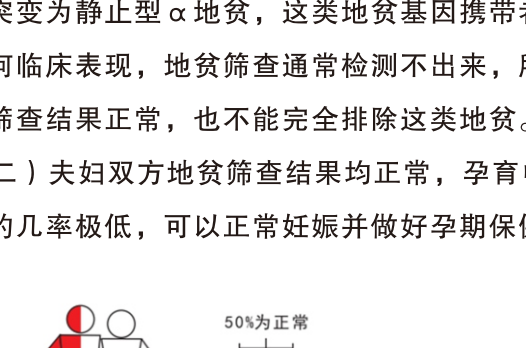 突变为静止型α地贫，这类地贫基因携带
何临床表现，地贫筛查通常检测不出来，
筛查结果正常，也不能完全排除这类地贫。
二）夫妇双方地贫筛查结果均正常，孕育
的几率极低，可以正常妊娠并做好孕期保
50%为正常